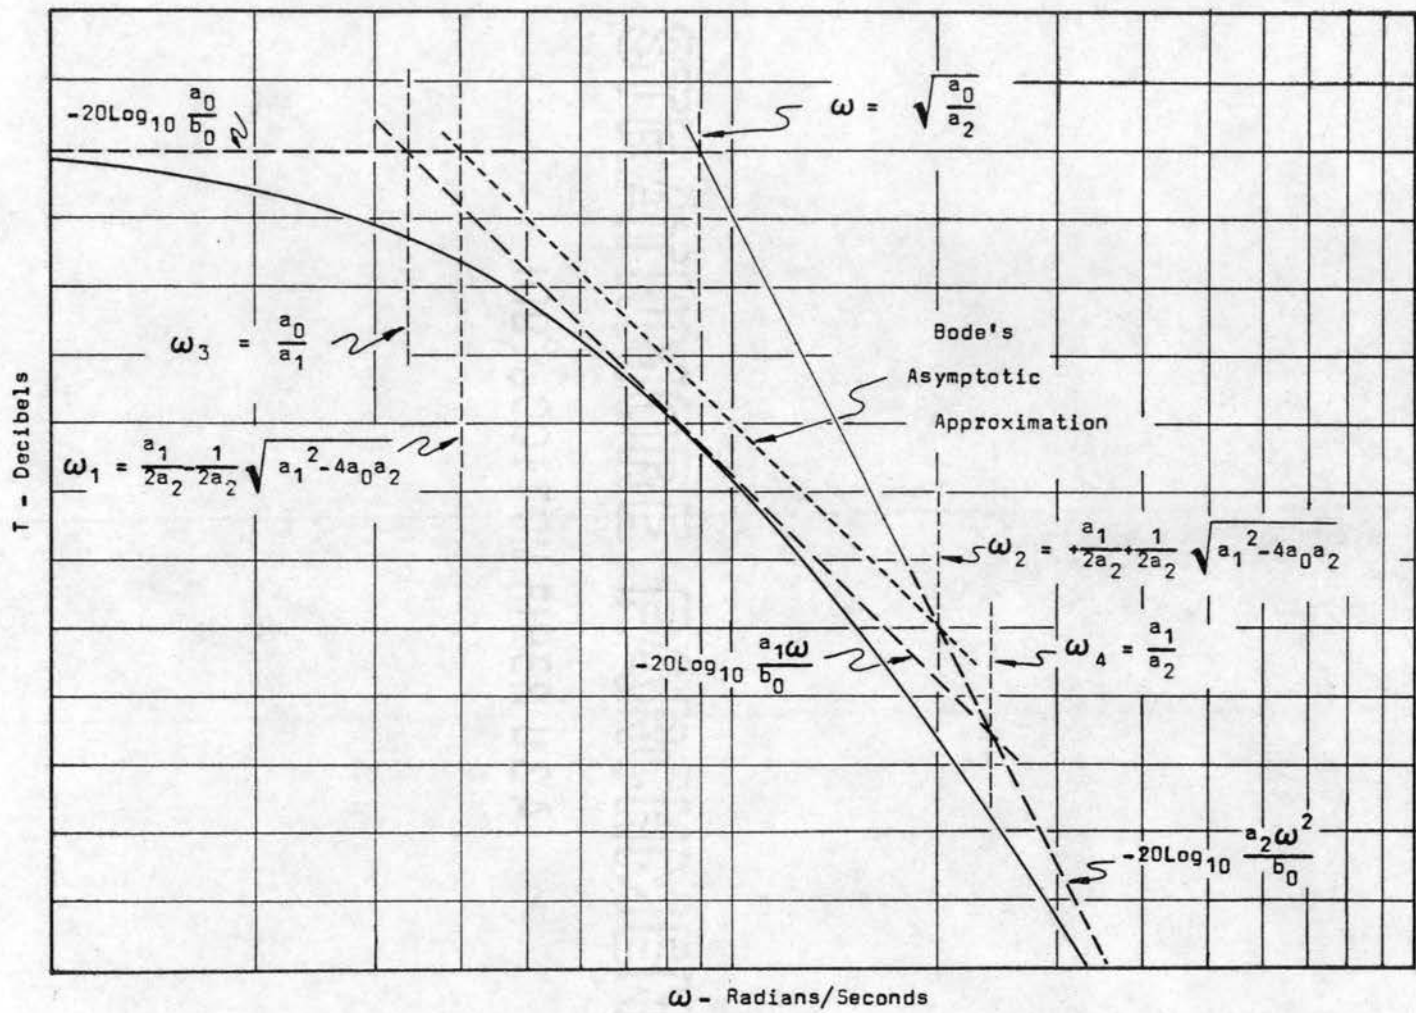 -20Log₁₀ a₀/b₀
ω = √(a₀/a₂)
ω₃ = a₀/a₁
Bode's
Asymptotic
Approximation
ω₁ = a₁/2a₂ - 1/2a₂ √(a₁² - 4a₀a₂)
ω₂ = +a₁/2a₂ + 1/2a₂ √(a₁² - 4a₀a₂)
-20Log₁₀ a₁ω/b₀
ω₄ = a₁/a₂
-20Log₁₀ a₂ω²/b₀
T - Decibels
ω - Radians/Seconds